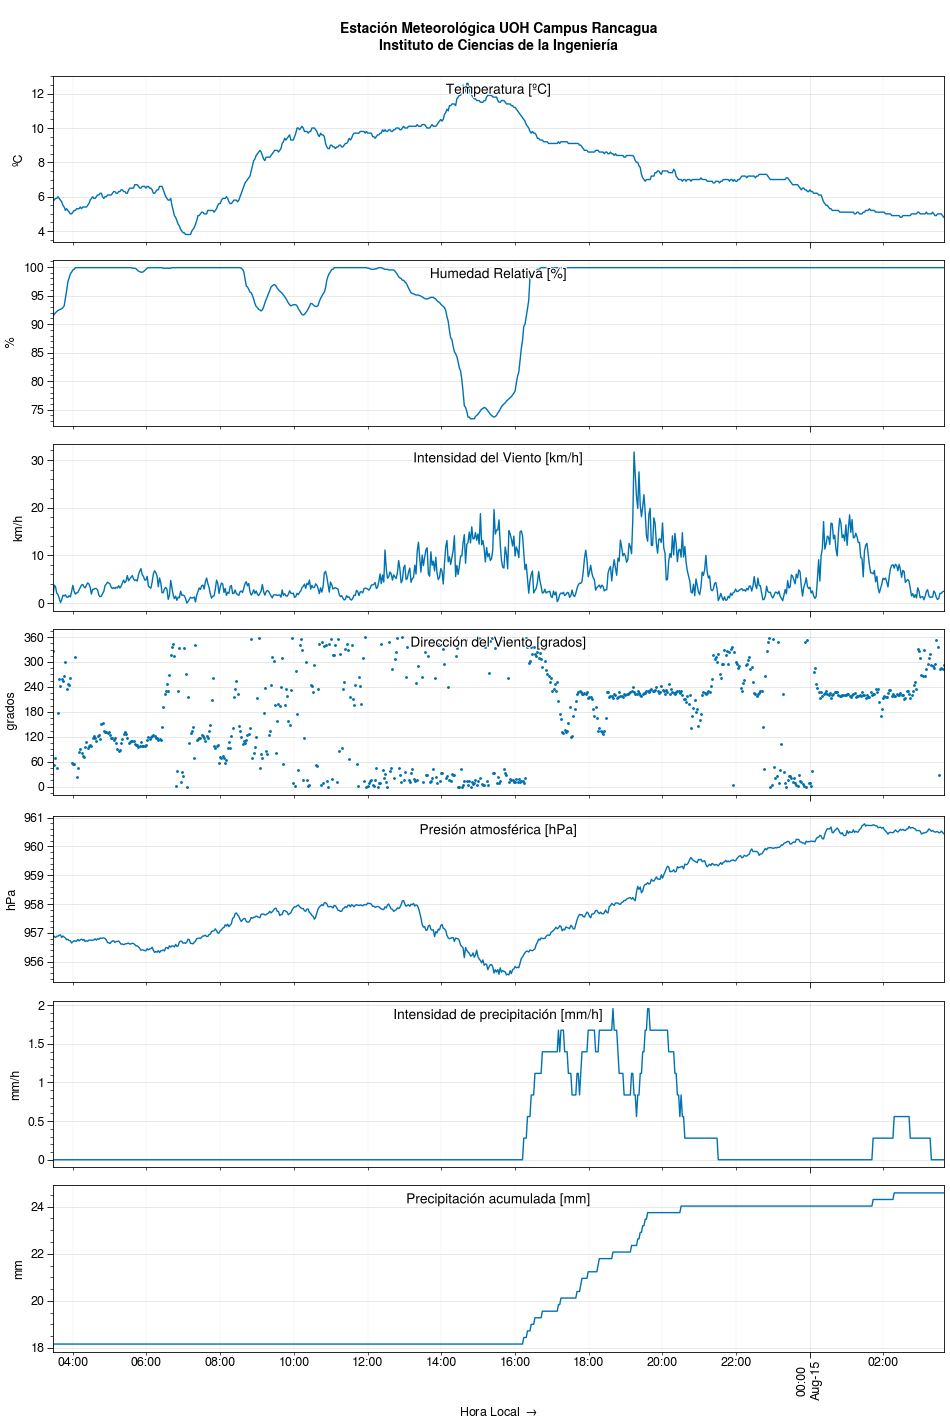 Estación Meteorológica UOH Campus Rancagua
Instituto de Ciencias de la Ingeniería
Temperatura [ºC]
12
10
8
6
4
ºC
Humedad Relativa [%]
100
95
90
85
80
75
%
Intensidad del Viento [km/h]
30
20
10
0
km/h
Dirección del Viento [grados]
360
300
240
180
120
60
0
grados
Presión atmosférica [hPa]
961
960
959
958
957
956
hPa
Intensidad de precipitación [mm/h]
2
1.5
1
0.5
0
mm/h
Precipitación acumulada [mm]
24
22
20
18
mm
04:00 06:00 08:00 10:00 12:00 14:00 16:00 18:00 20:00 22:00 00:00 02:00
Aug-15
Hora Local →